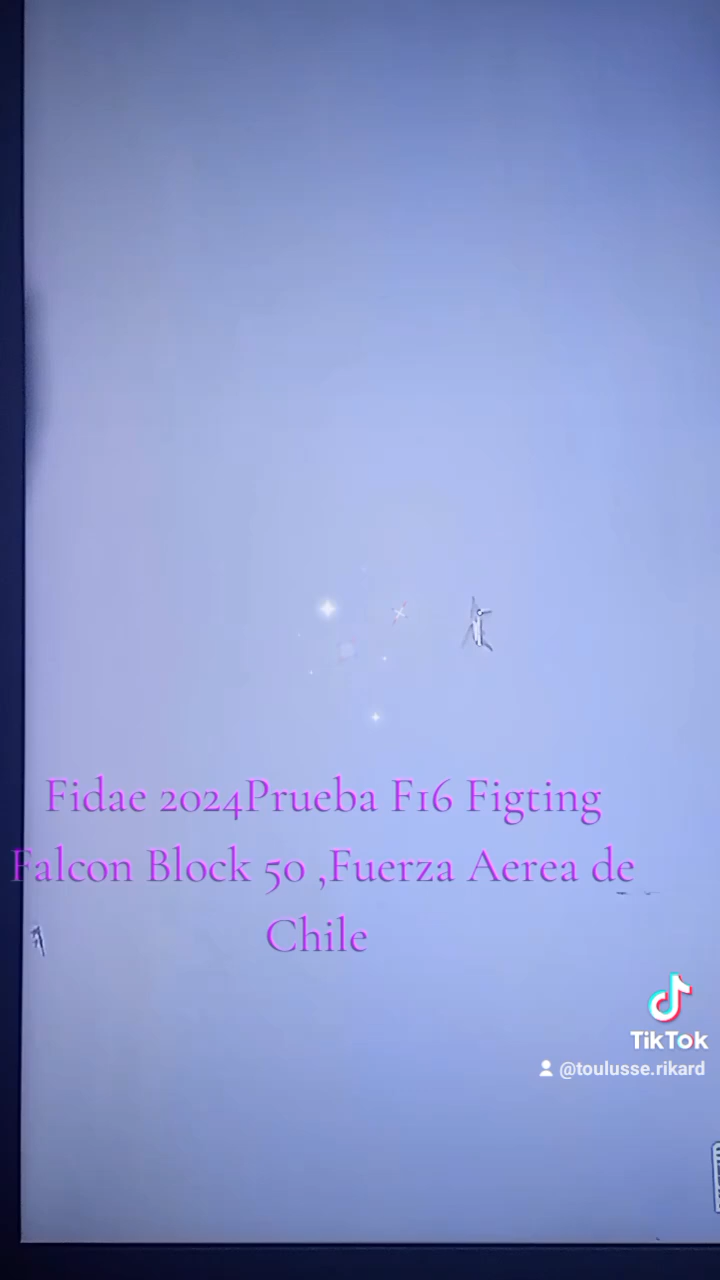 Fidae 2024Prueba F16 Figting
Falcon Block 50 ,Fuerza Aerea de
Chile
TikTok
@toulusse.rikard